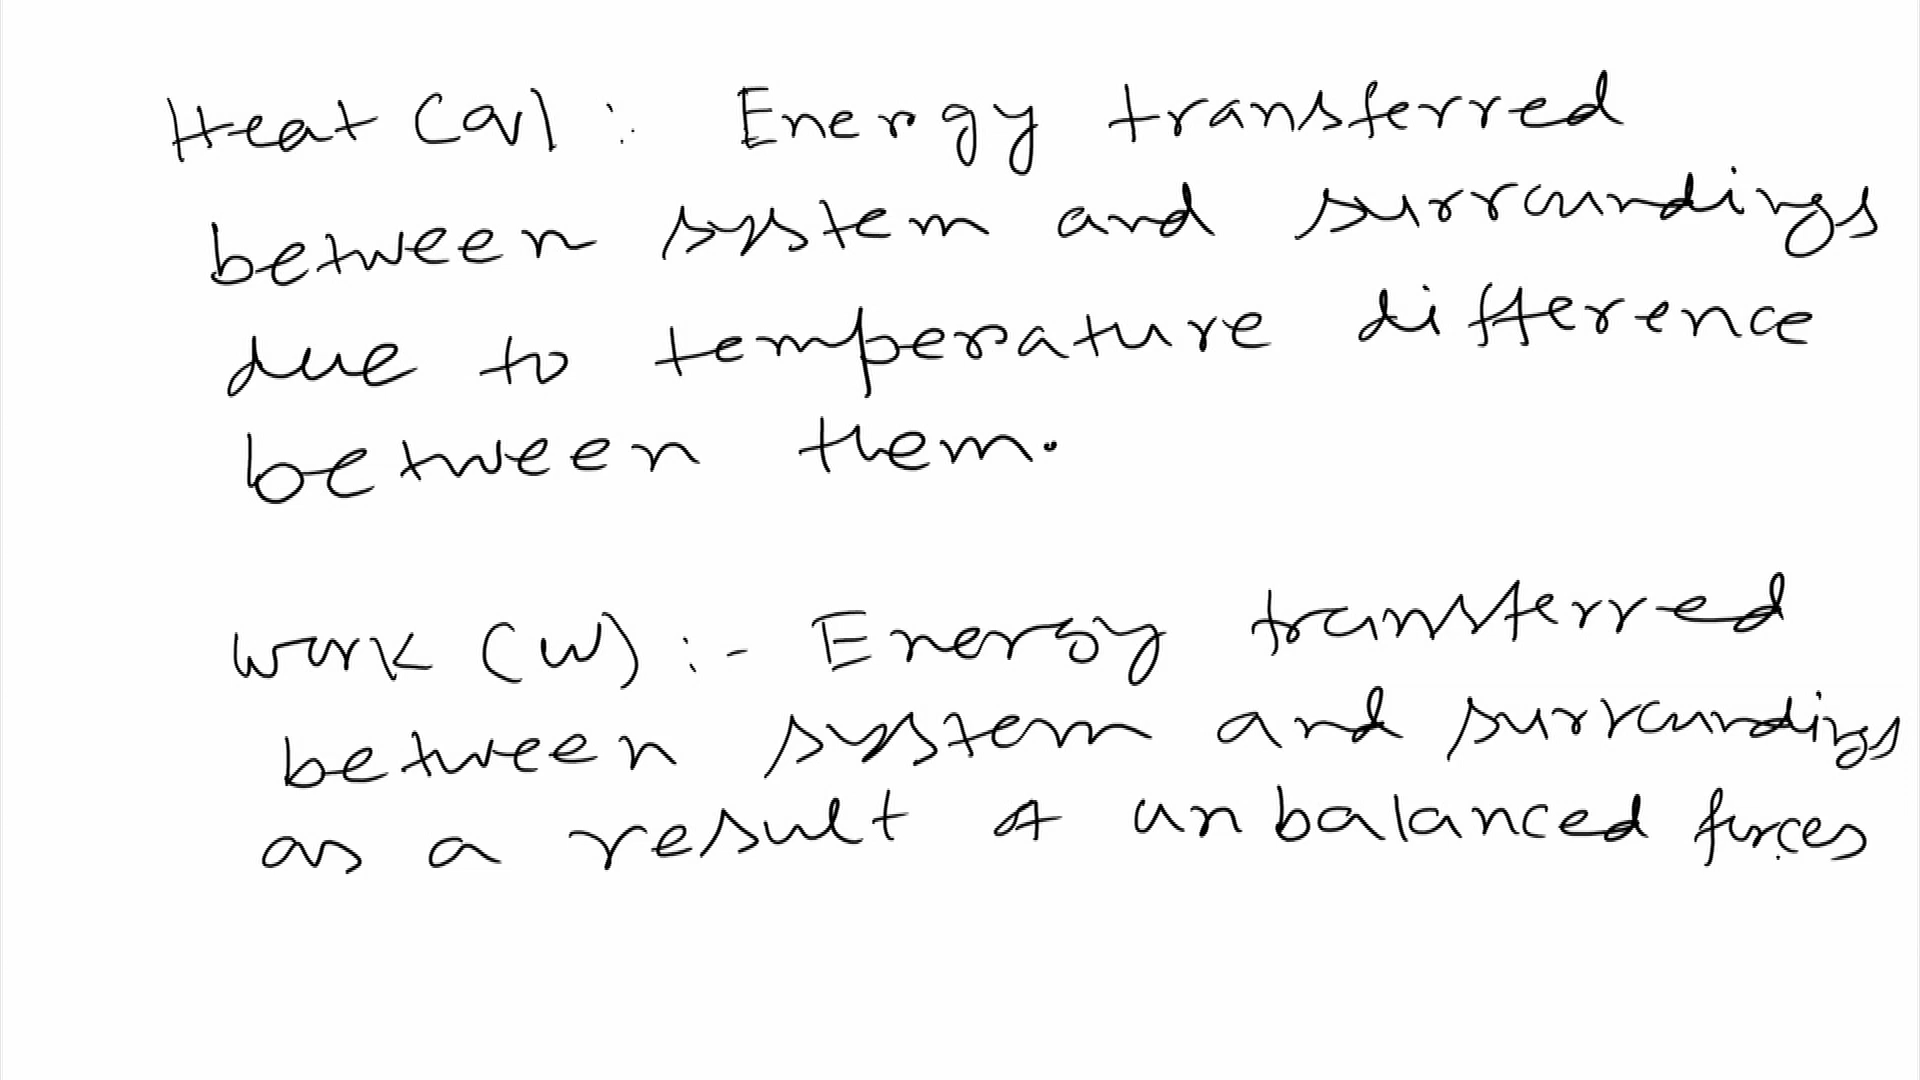 Heat (q) : Energy transferred
between system and surroundings
due to temperature difference
between them.
Work (W) :- Energy transferred
between system and surroundings
as a result of unbalanced forces